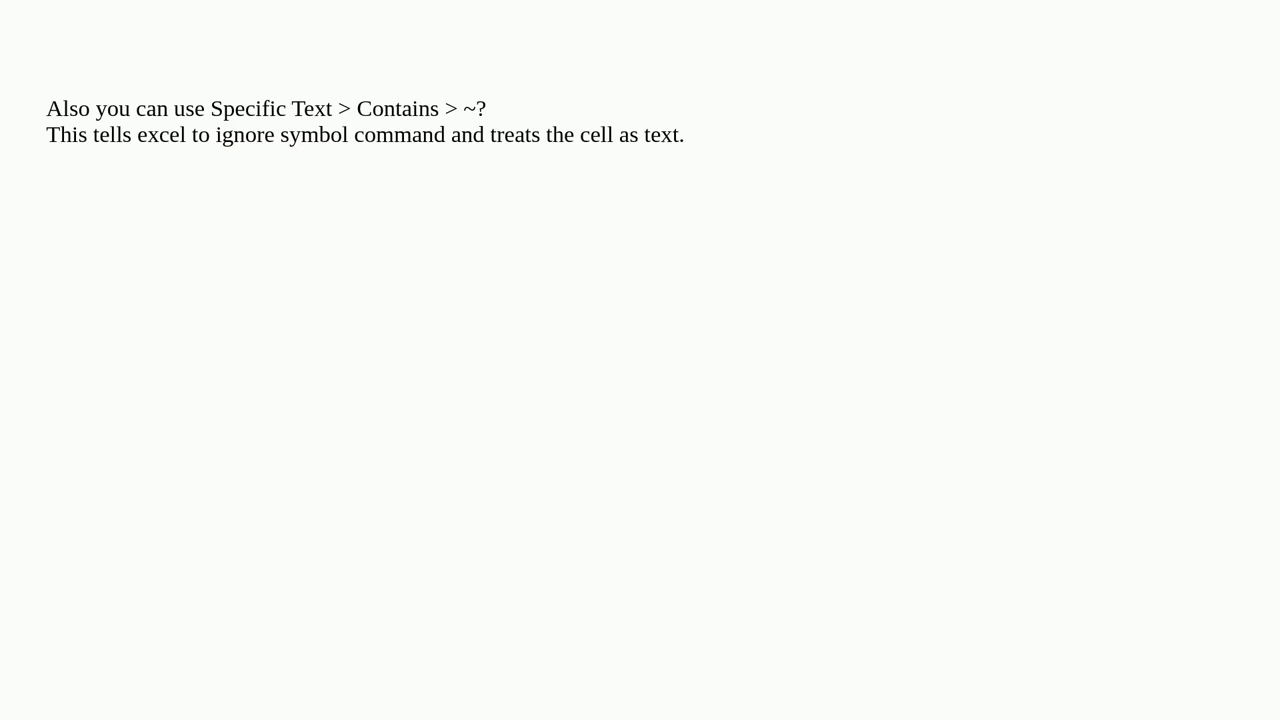 Also you can use Specific Text > Contains > ~?
This tells excel to ignore symbol command and treats the cell as text.